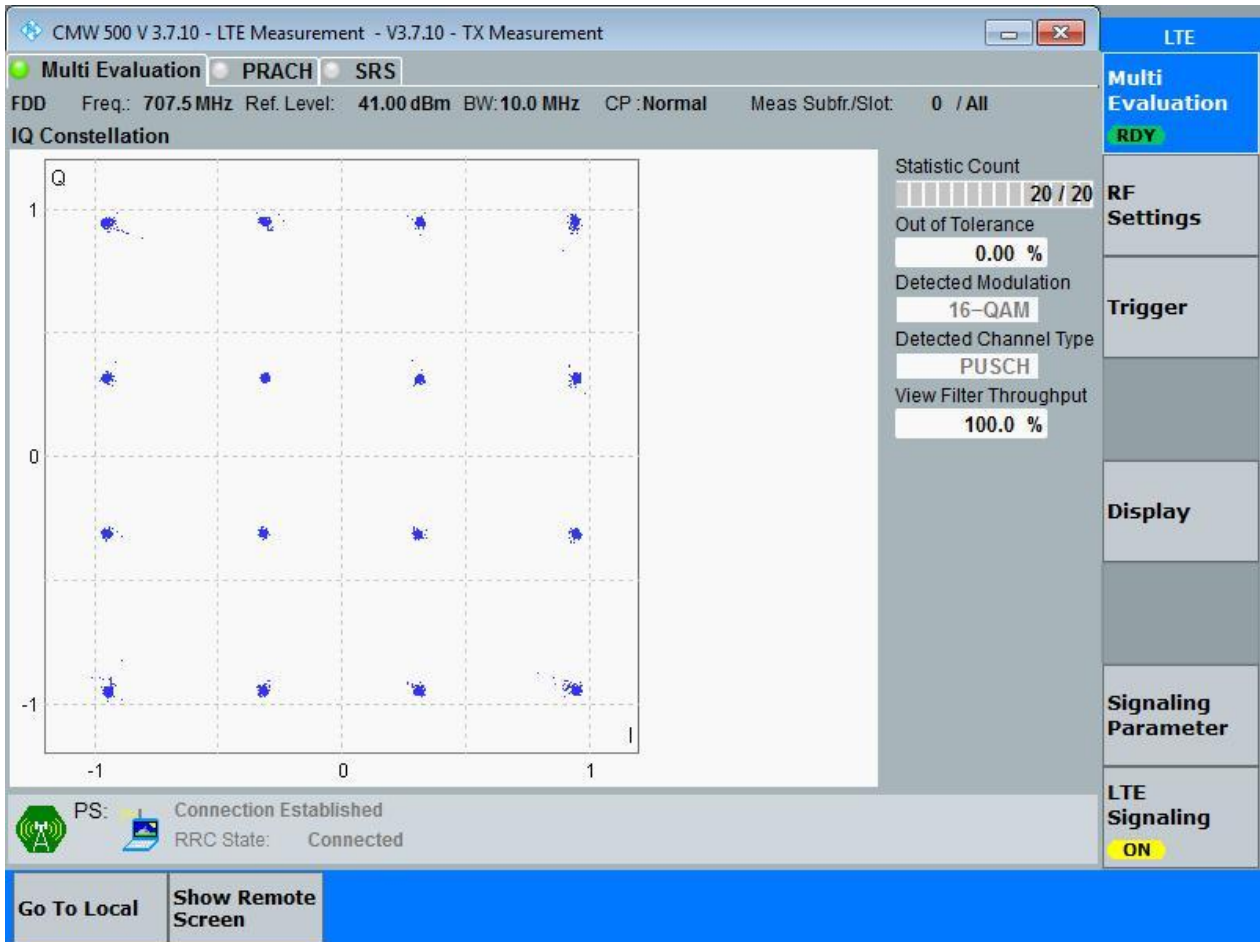 CMW 500 V 3.7.10 - LTE Measurement - V3.7.10 - TX Measurement
LTE
Multi Evaluation PRACH SRS
FDD Freq.: 707.5 MHz Ref. Level: 41.00 dBm BW: 10.0 MHz CP : Normal Meas Subfr./Slot: 0 / All
IQ Constellation
Q
1
0
-1
I
-1 0 1
Statistic Count
20 / 20
Out of Tolerance
0.00 %
Detected Modulation
16-QAM
Detected Channel Type
PUSCH
View Filter Throughput
100.0 %
Multi
Evaluation
RDY
RF
Settings
Trigger
Display
Signaling
Parameter
LTE
Signaling
ON
PS: Connection Established
RRC State: Connected
Go To Local
Show Remote
Screen